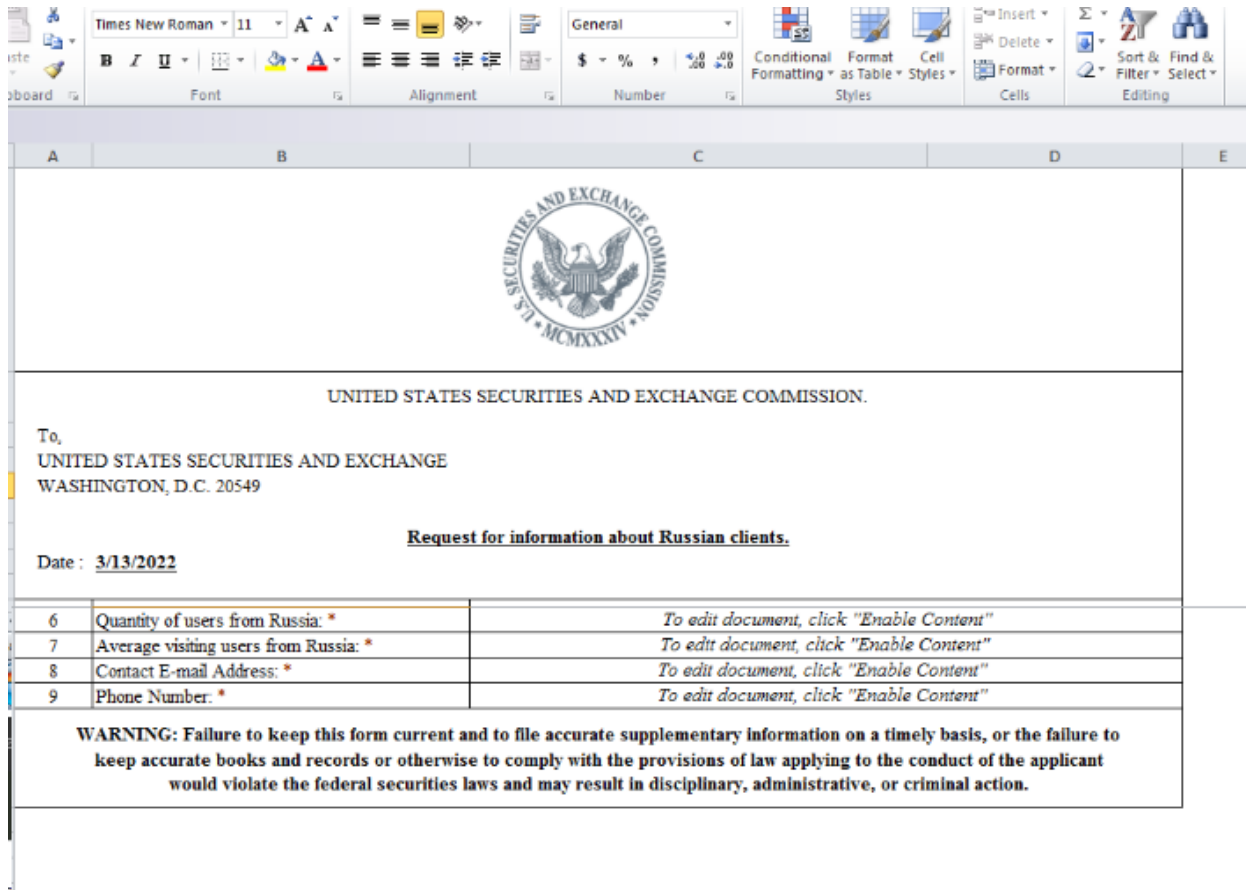 Times New Roman 11 A A General Conditional Formatting Format as Table Cell Styles Insert
Delete
B I U A $ % , .00 Format Sort & Filter Find & Select
Font Alignment Number Styles Cells Editing
A B C D E
U.S. SECURITIES AND EXCHANGE COMMISSION
MCMXXXIV
UNITED STATES SECURITIES AND EXCHANGE COMMISSION.
To,
UNITED STATES SECURITIES AND EXCHANGE
WASHINGTON, D.C. 20549
Request for information about Russian clients.
Date : 3/13/2022
6 Quantity of users from Russia: * To edit document, click "Enable Content"
7 Average visiting users from Russia: * To edit document, click "Enable Content"
8 Contact E-mail Address: * To edit document, click "Enable Content"
9 Phone Number: * To edit document, click "Enable Content"
WARNING: Failure to keep this form current and to file accurate supplementary information on a timely basis, or the failure to
keep accurate books and records or otherwise to comply with the provisions of law applying to the conduct of the applicant
would violate the federal securities laws and may result in disciplinary, administrative, or criminal action.